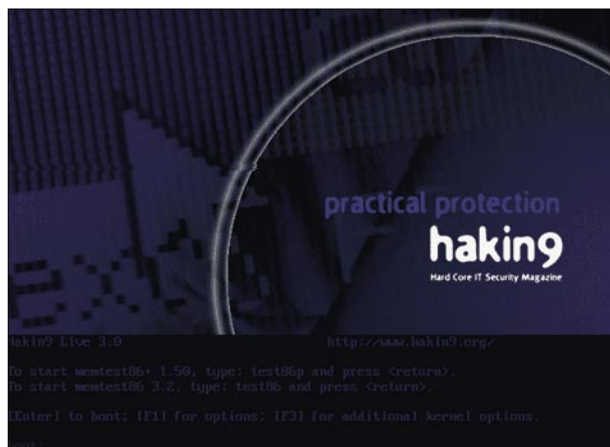 practical protection
hakin9
Hard Core IT Security Magazine
Hakin9 Live 3.0 http://www.hakin9.org/
To start memtest86+ 1.50, type: test86p and press <return>.
To start memtest86 3.2, type: test86 and press <return>.
[Enter] to boot; [F1] for options; [F3] for additional kernel options.
boot: